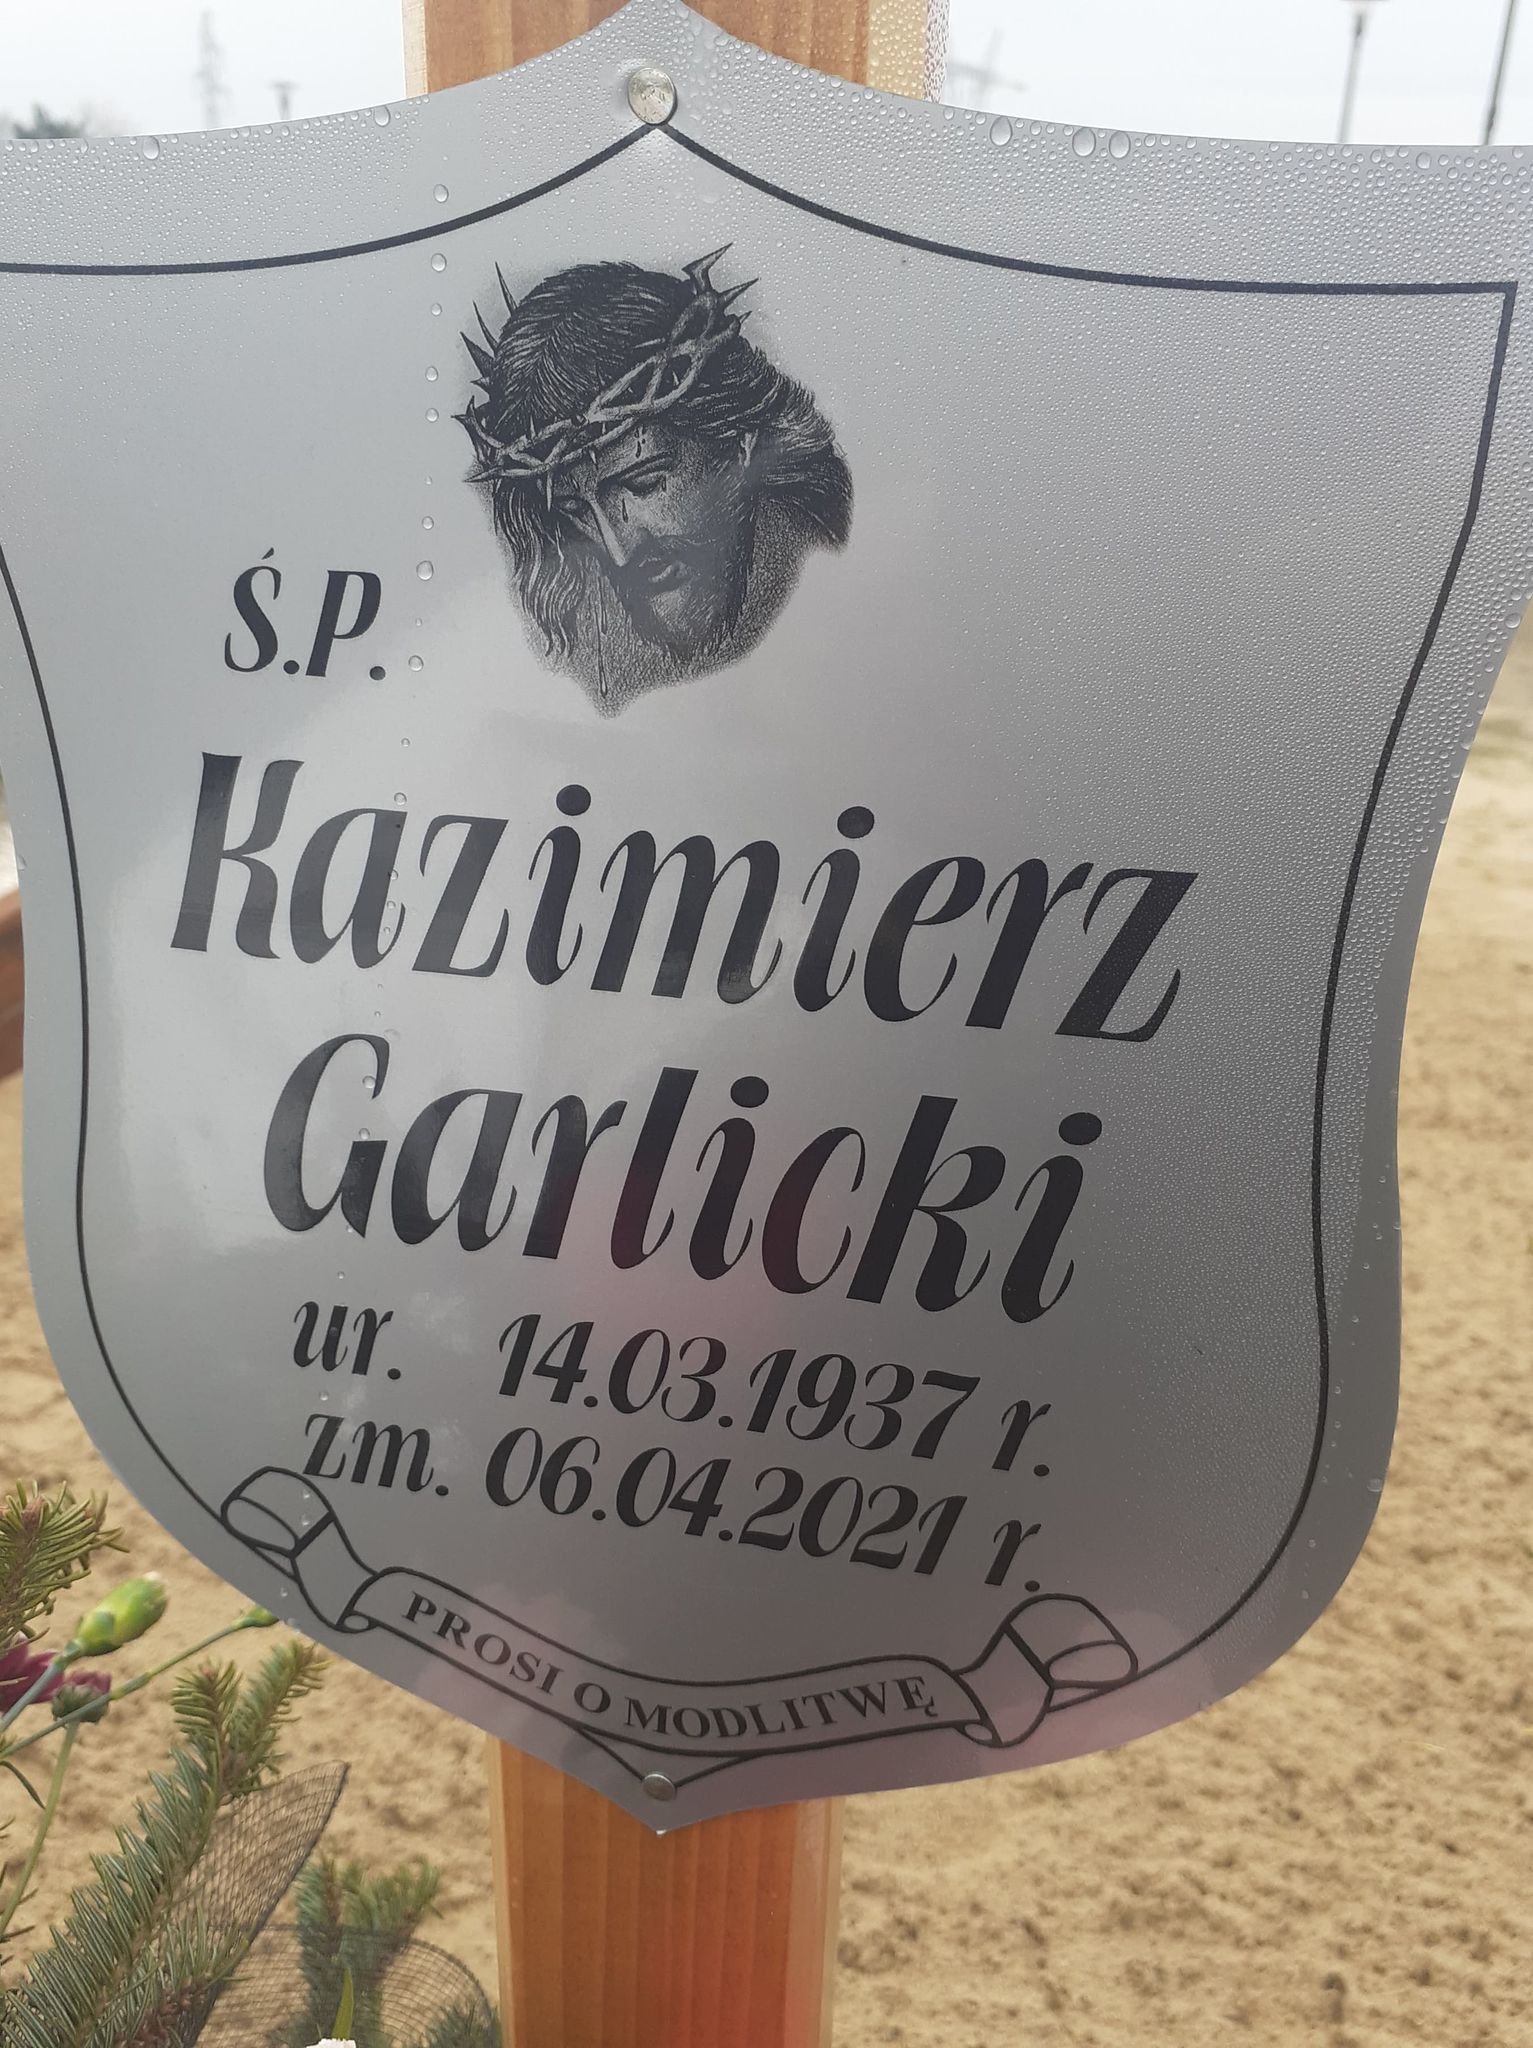 Ś.P.
Kazimierz
Garlicki
ur. 14.03.1937 r.
zm. 06.04.2021 r.
PROSI O MODLITWĘ